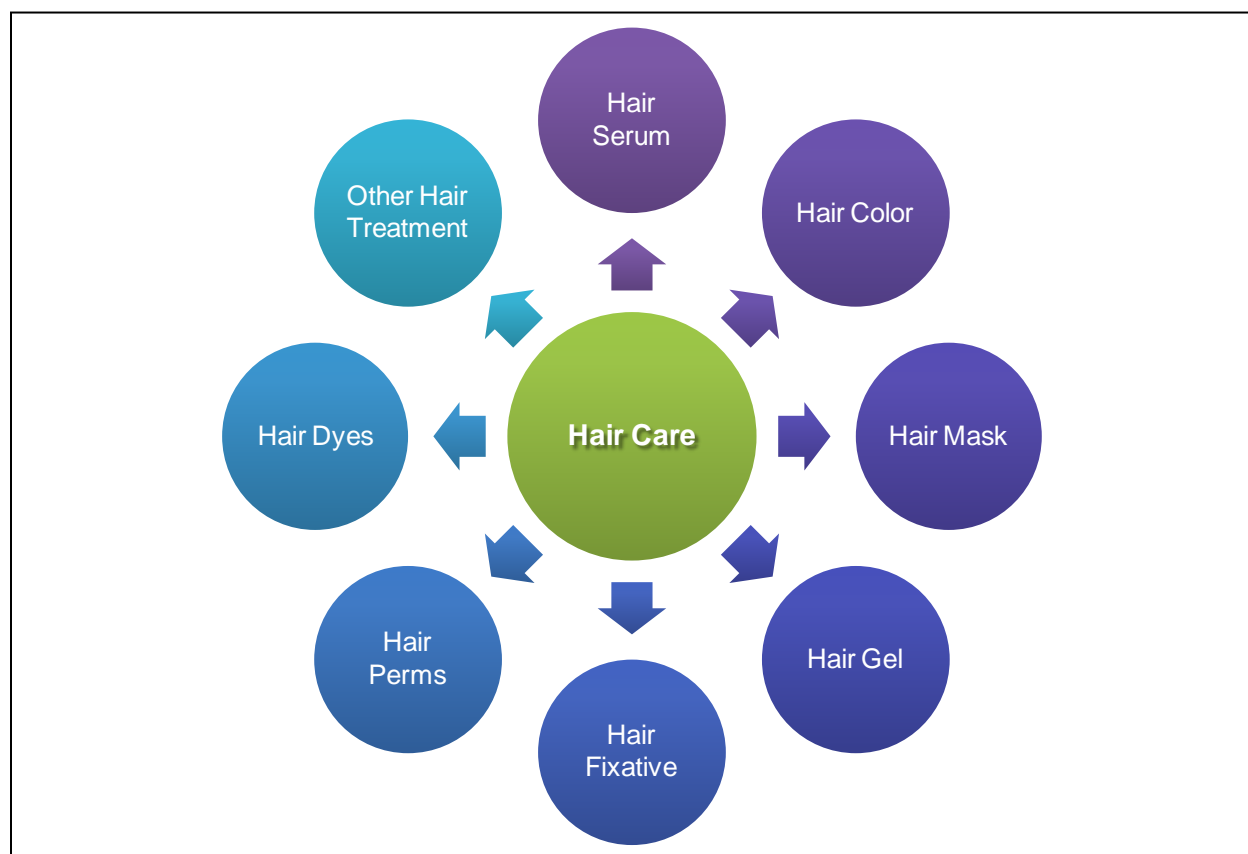 Hair
Serum
Hair Color
Other Hair
Treatment
Hair Care
Hair Mask
Hair Dyes
Hair Gel
Hair
Perms
Hair
Fixative